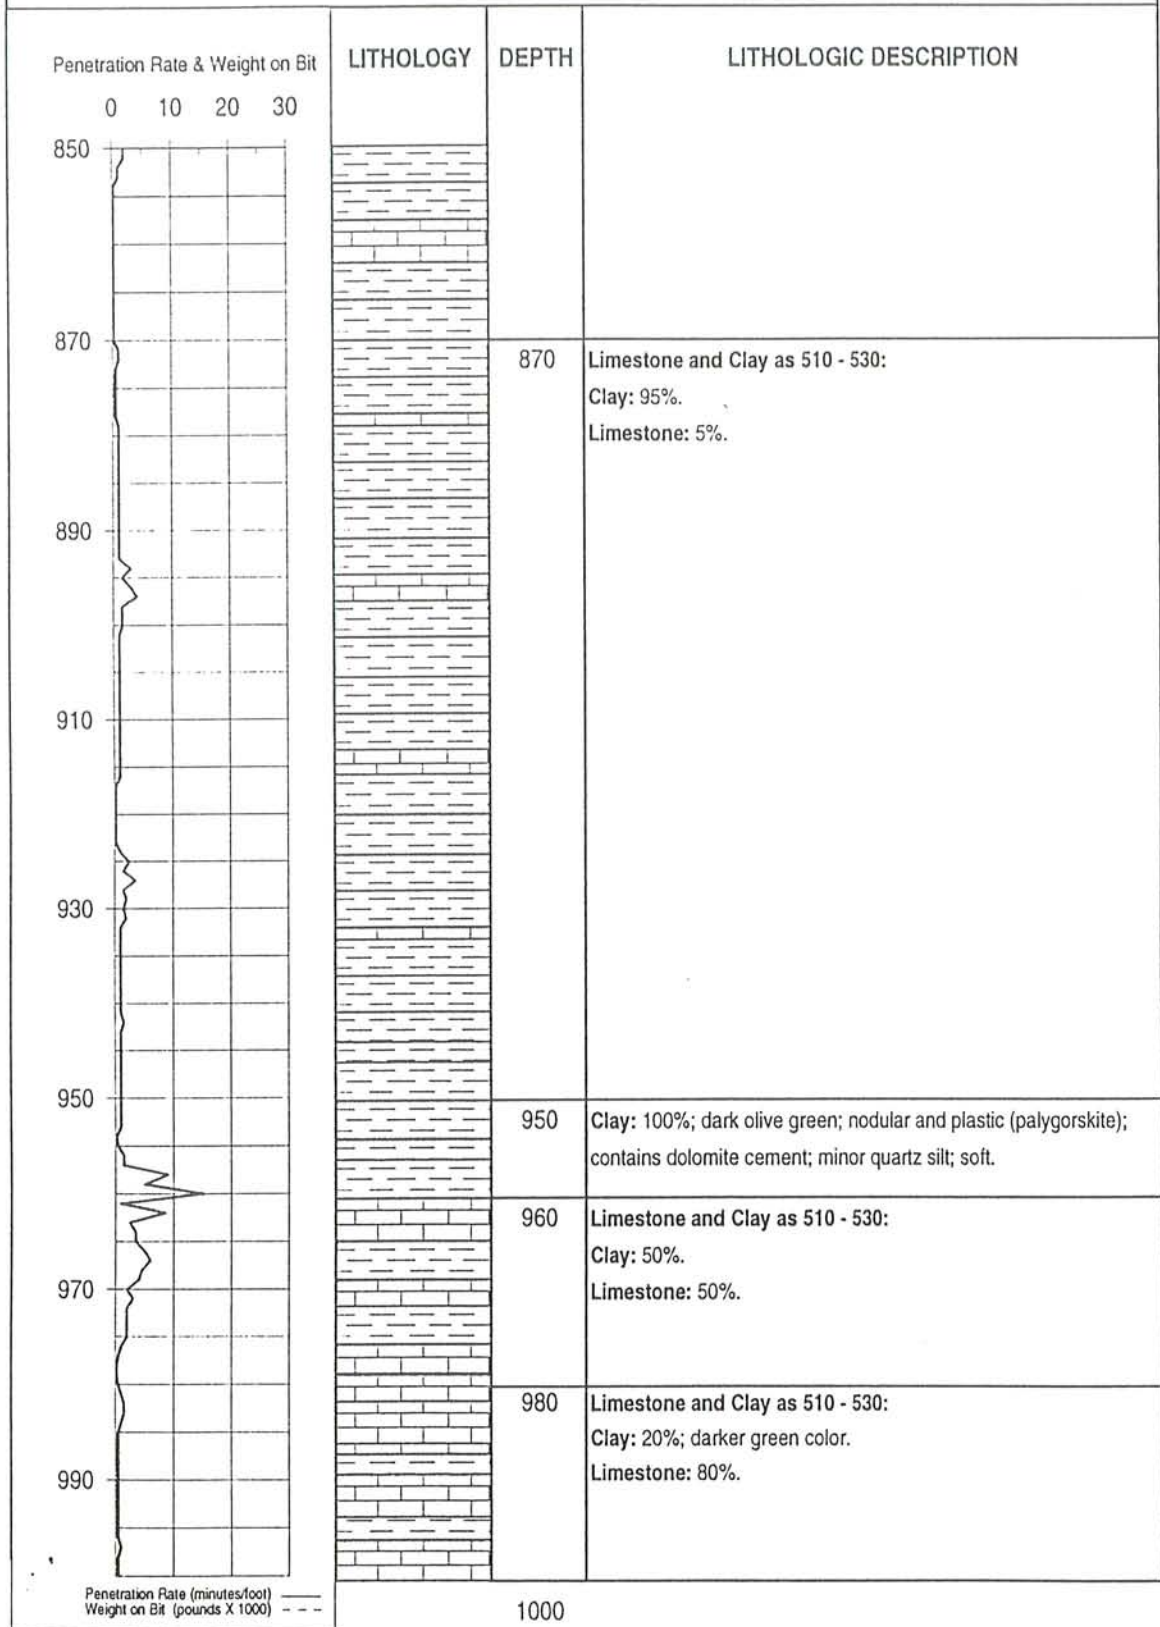 Penetration Rate & Weight on Bit
0 10 20 30
LITHOLOGY
DEPTH
LITHOLOGIC DESCRIPTION
850
870
890
910
930
950
970
990
870
Limestone and Clay as 510 - 530:
Clay: 95%.
Limestone: 5%.
950
Clay: 100%; dark olive green; nodular and plastic (palygorskite);
contains dolomite cement; minor quartz silt; soft.
960
Limestone and Clay as 510 - 530:
Clay: 50%.
Limestone: 50%.
980
Limestone and Clay as 510 - 530:
Clay: 20%; darker green color.
Limestone: 80%.
Penetration Rate (minutes/foot)
Weight on Bit (pounds X 1000)
1000